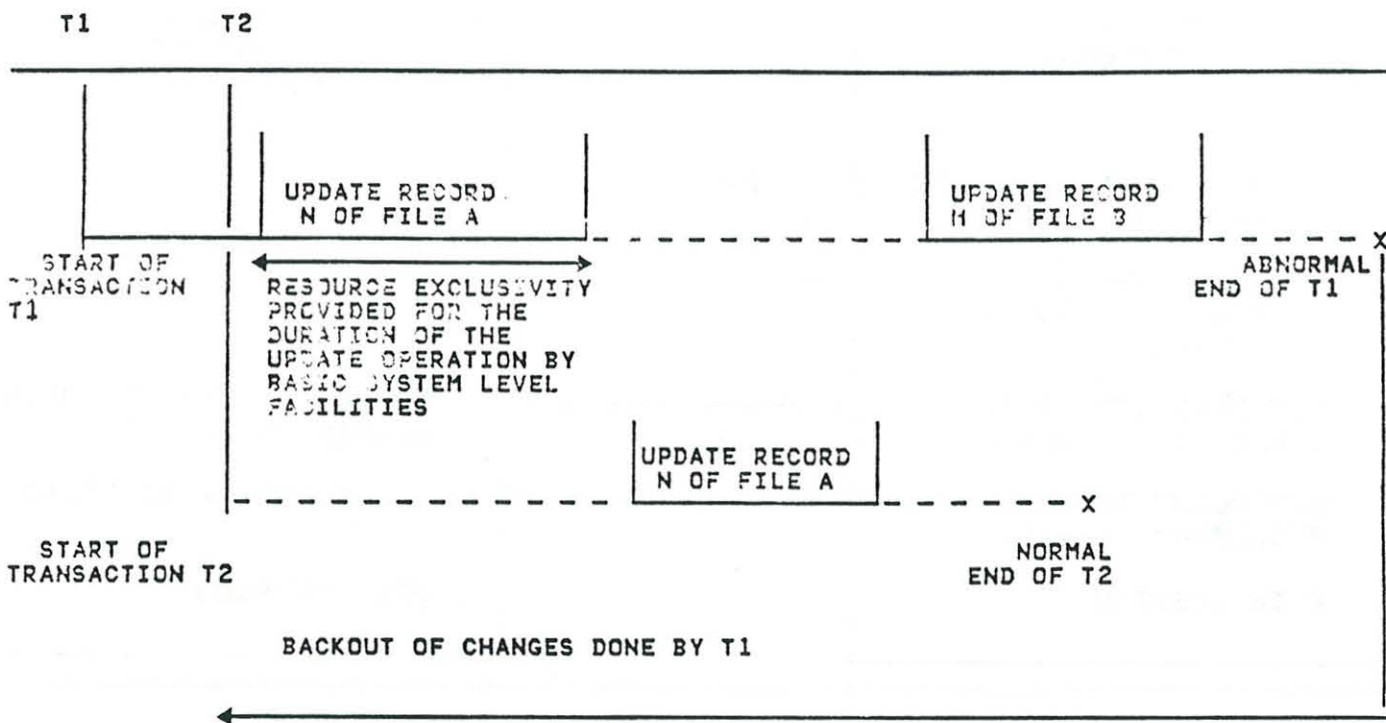 T1 T2
UPDATE RECORD
N OF FILE A
UPDATE RECORD
M OF FILE B
START OF
TRANSACTION
T1
ABNORMAL
END OF T1
RESOURCE EXCLUSIVITY
PROVIDED FOR THE
DURATION OF THE
UPDATE OPERATION BY
BASIC SYSTEM LEVEL
FACILITIES
UPDATE RECORD
N OF FILE A
X
X
START OF
TRANSACTION T2
NORMAL
END OF T2
BACKOUT OF CHANGES DONE BY T1